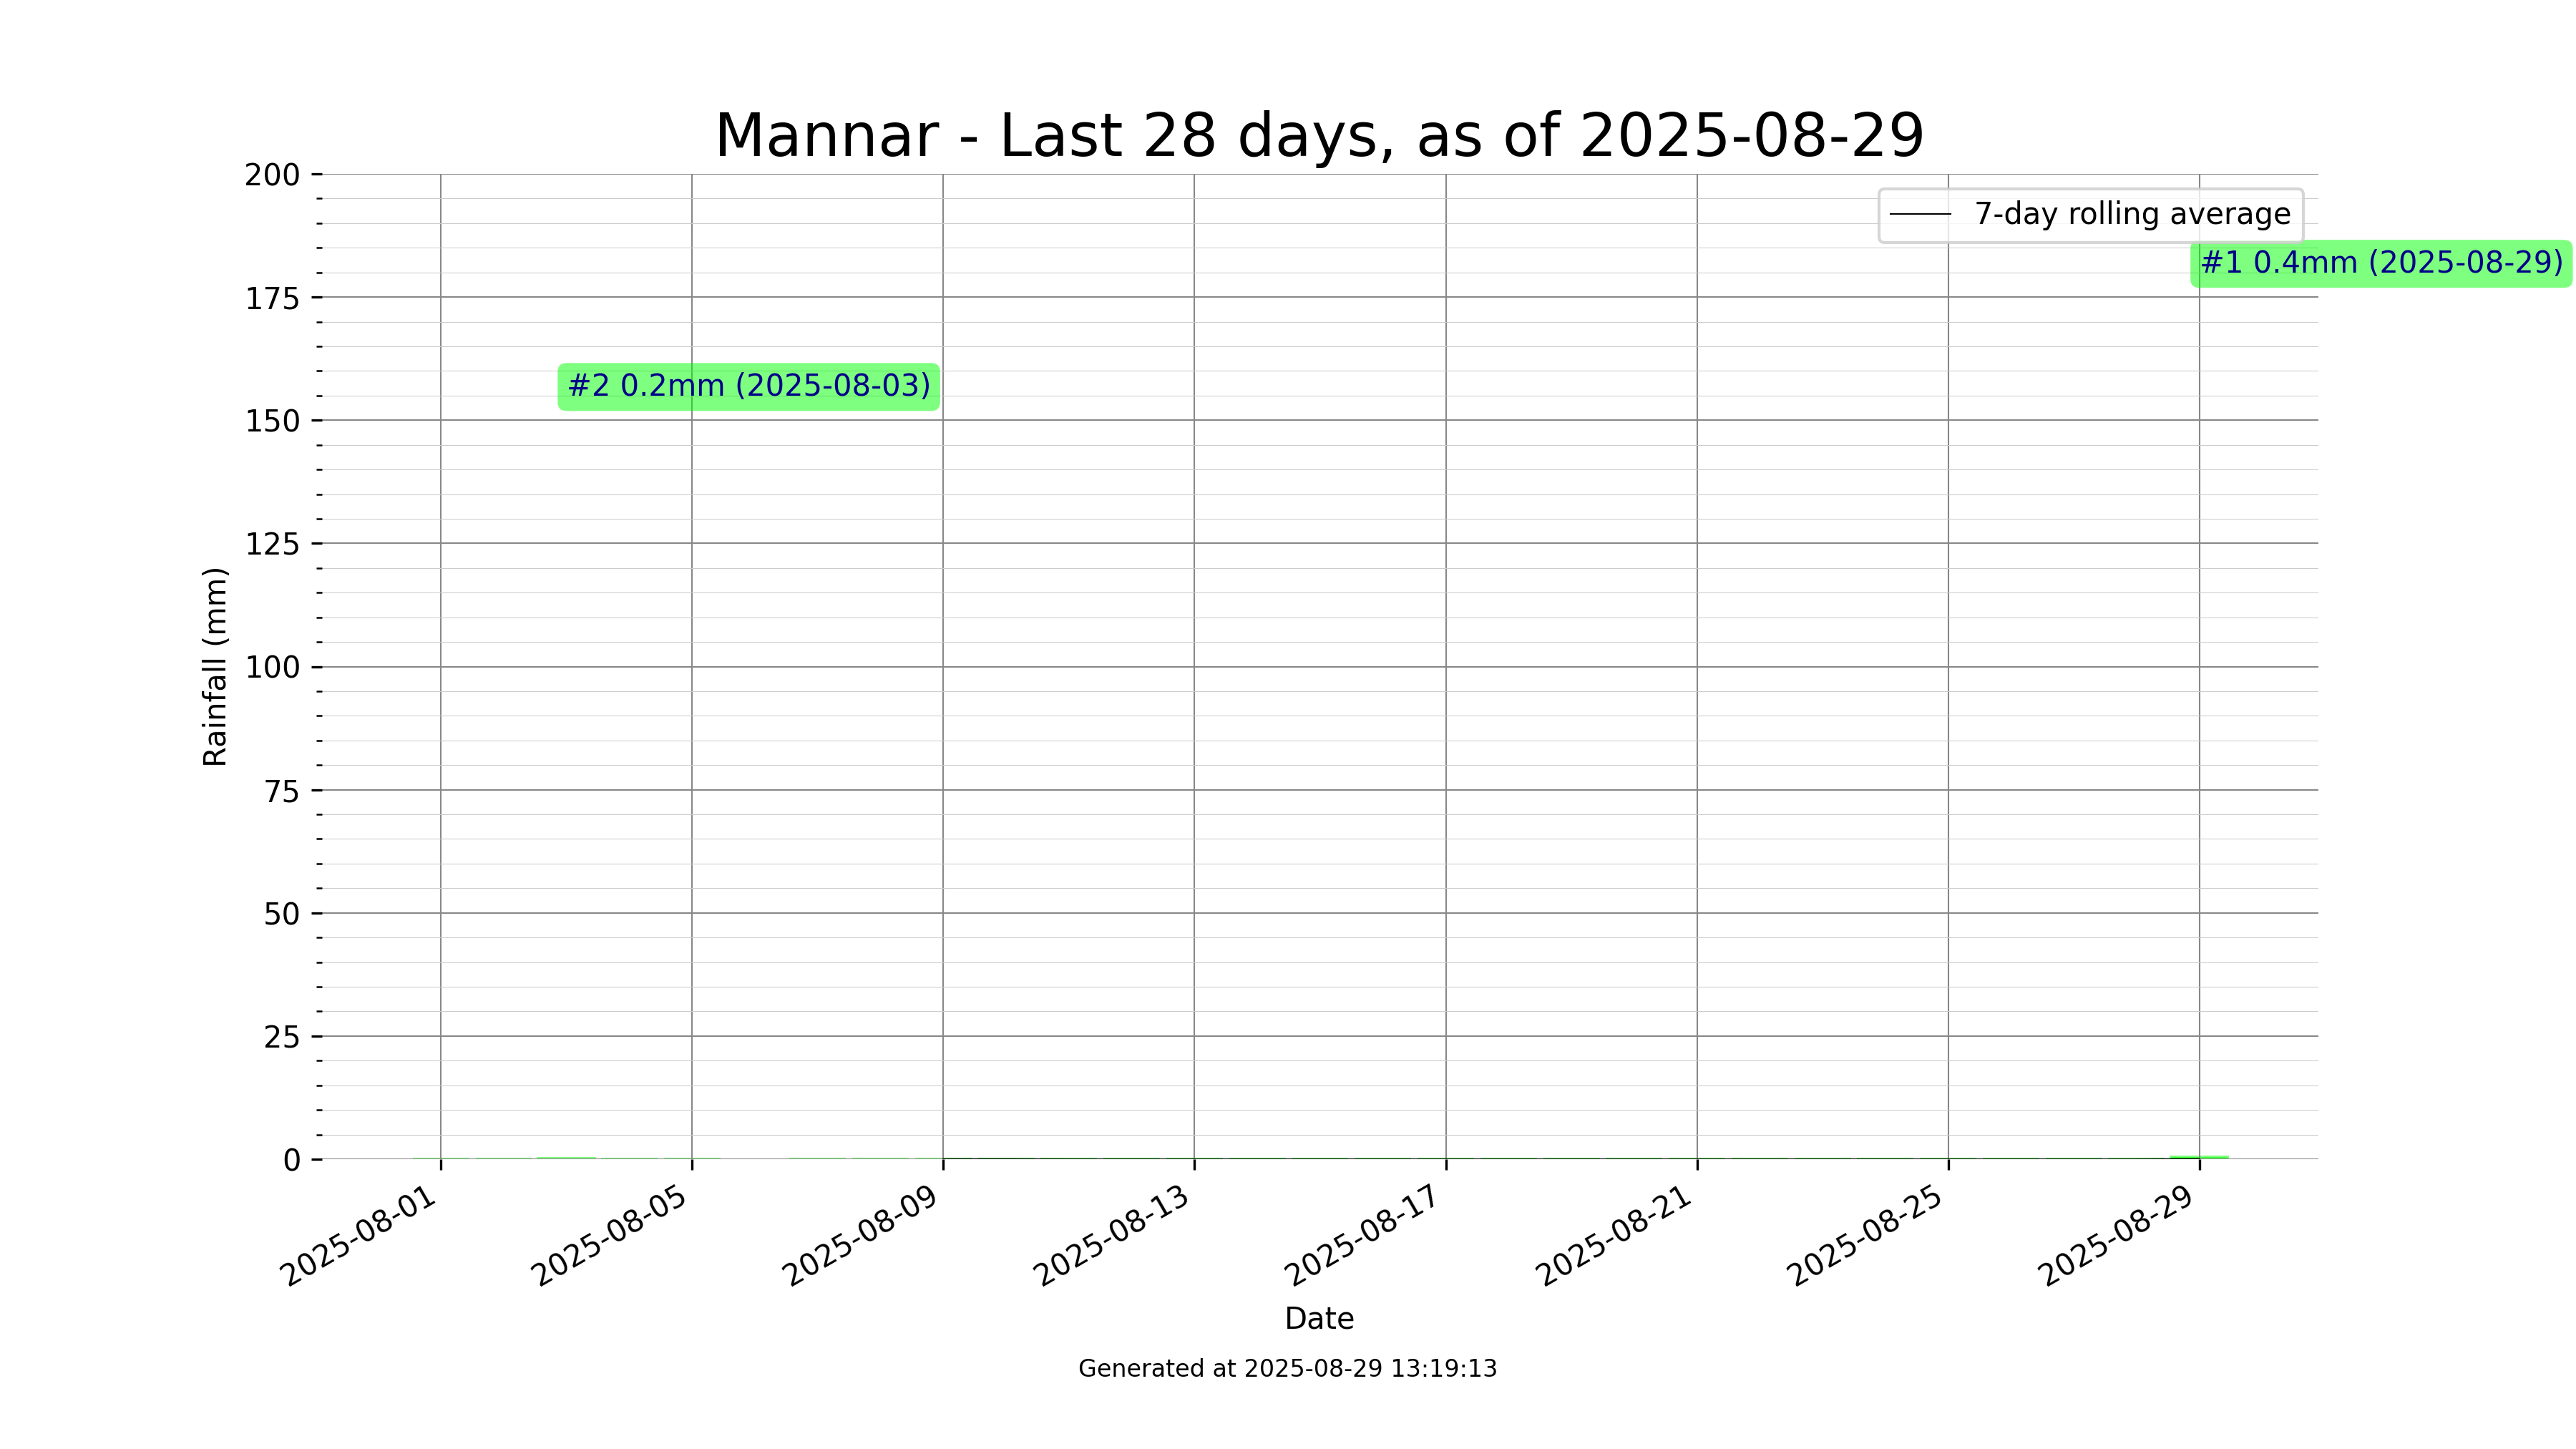 Mannar - Last 28 days, as of 2025-08-29
7-day rolling average
#1 0.4mm (2025-08-29)
#2 0.2mm (2025-08-03)
Rainfall (mm)
200
175
150
125
100
75
50
25
0
2025-08-01
2025-08-05
2025-08-09
2025-08-13
2025-08-17
2025-08-21
2025-08-25
2025-08-29
Date
Generated at 2025-08-29 13:19:13